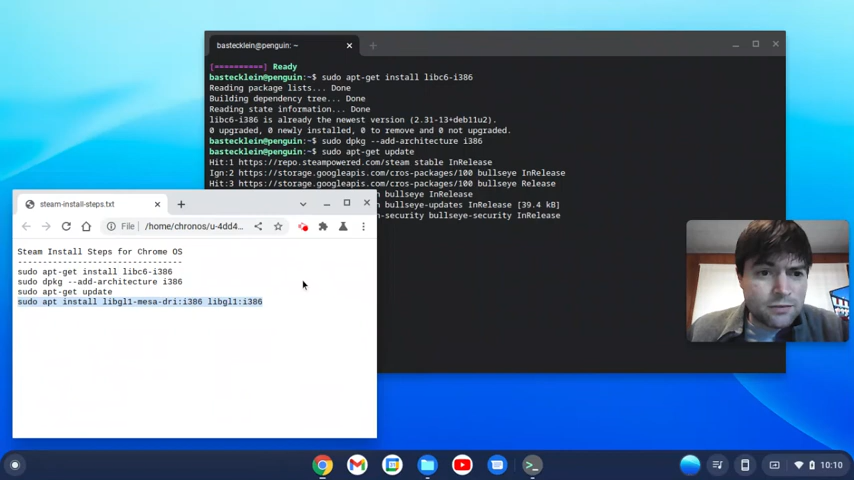 bastecklein@penguin: ~
[==========] Ready
bastecklein@penguin:~$ sudo apt-get install libc6-i386
Reading package lists... Done
Building dependency tree... Done
Reading state information... Done
libc6-i386 is already the newest version (2.31-13+deb11u2).
0 upgraded, 0 newly installed, 0 to remove and 0 not upgraded.
bastecklein@penguin:~$ sudo dpkg --add-architecture i386
bastecklein@penguin:~$ sudo apt-get update
Hit:1 https://repo.steampowered.com/steam stable InRelease
Ign:2 https://storage.googleapis.com/cros-packages/100 bullseye InRelease
Hit:3 https://storage.googleapis.com/cros-packages/100 bullseye Release
bullseye InRelease
bullseye-updates InRelease [39.4 kB]
bullseye-security InRelease
steam-install-steps.txt
File /home/chronos/u-4dd4...
Steam Install Steps for Chrome OS
---------------------------------
sudo apt-get install libc6-i386
sudo dpkg --add-architecture i386
sudo apt-get update
sudo apt install libgl1-mesa-dri:i386 libgl1:i386
10:10